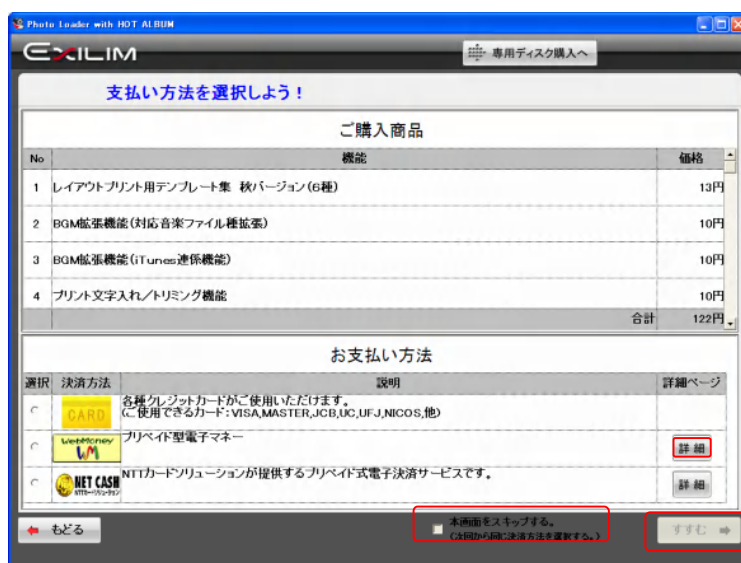 Photo Loader with HOT ALBUM
EXILIM
専用ディスク購入へ
支払い方法を選択しよう！
ご購入商品
No 機能 価格
1 レイアウトプリント用テンプレート集 秋バージョン(6種) 13円
2 BGM拡張機能(対応音楽ファイル種拡張) 10円
3 BGM拡張機能(iTunes連係機能) 10円
4 プリント文字入れ／トリミング機能 10円
合計 122円
お支払い方法
選択 決済方法 説明 詳細ページ
CARD 各種クレジットカードがご使用いただけます。
(ご使用できるカード:VISA,MASTER,JCB,UC,UFJ,NICOS,他)
WebMoney プリペイド型電子マネー 詳細
WM
NET CASH NTTカードソリューションが提供するプリペイド式電子決済サービスです。 詳細
もどる
本画面をスキップする。
(次回から同じ決済方法を選択する。)
すすむ